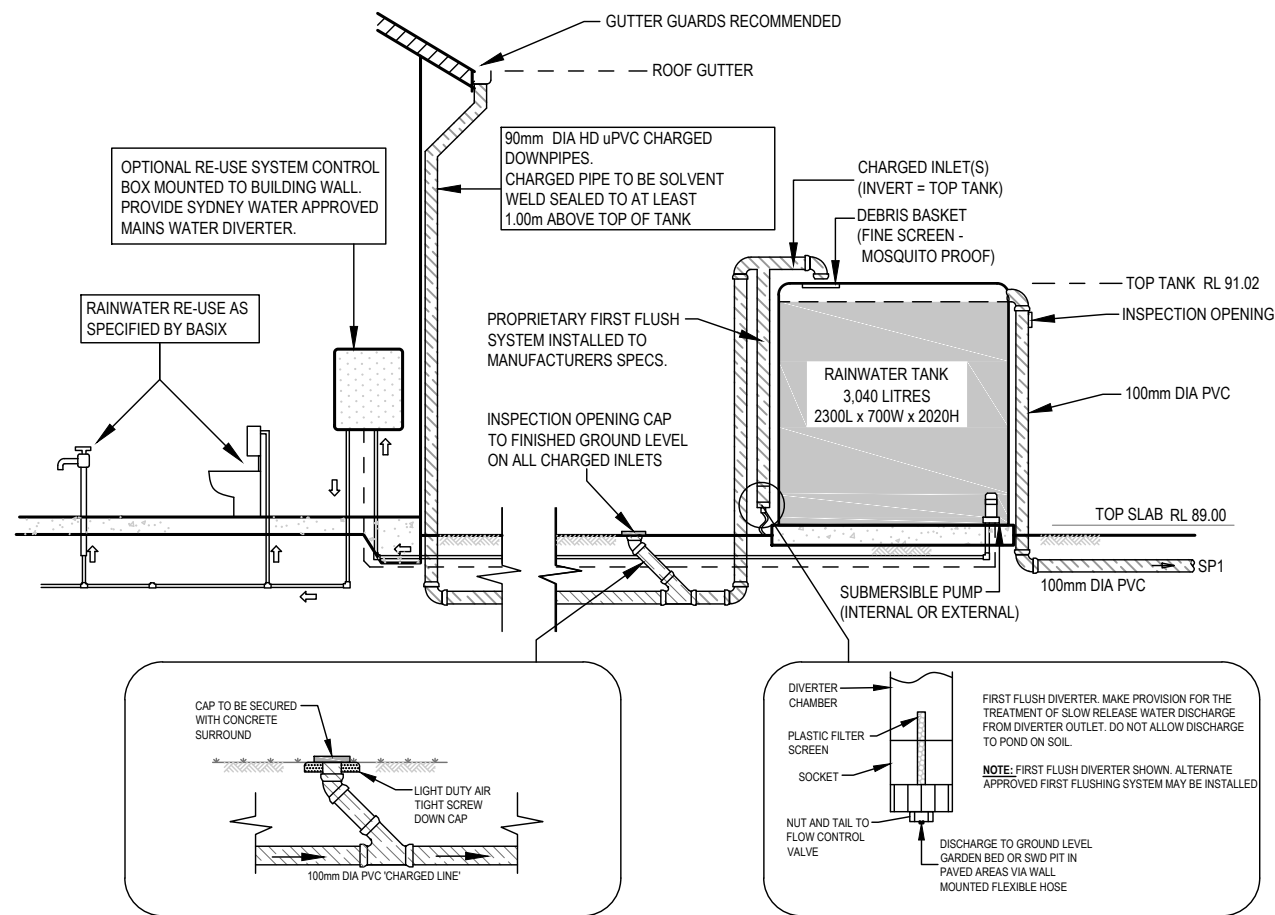 GUTTER GUARDS RECOMMENDED
ROOF GUTTER
90mm DIA HD uPVC CHARGED
DOWNPIPES.
CHARGED PIPE TO BE SOLVENT
WELD SEALED TO AT LEAST
1.00m ABOVE TOP OF TANK
OPTIONAL RE-USE SYSTEM CONTROL
BOX MOUNTED TO BUILDING WALL.
PROVIDE SYDNEY WATER APPROVED
MAINS WATER DIVERTER.
CHARGED INLET(S)
(INVERT = TOP TANK)
DEBRIS BASKET
(FINE SCREEN -
MOSQUITO PROOF)
TOP TANK RL 91.02
INSPECTION OPENING
RAINWATER RE-USE AS
SPECIFIED BY BASIX
PROPRIETARY FIRST FLUSH
SYSTEM INSTALLED TO
MANUFACTURERS SPECS.
RAINWATER TANK
3,040 LITRES
2300L x 700W x 2020H
100mm DIA PVC
INSPECTION OPENING CAP
TO FINISHED GROUND LEVEL
ON ALL CHARGED INLETS
TOP SLAB RL 89.00
SP1
100mm DIA PVC
SUBMERSIBLE PUMP
(INTERNAL OR EXTERNAL)
CAP TO BE SECURED
WITH CONCRETE
SURROUND
LIGHT DUTY AIR
TIGHT SCREW
DOWN CAP
100mm DIA PVC 'CHARGED LINE'
DIVERTER
CHAMBER
PLASTIC FILTER
SCREEN
SOCKET
NUT AND TAIL TO
FLOW CONTROL
VALVE
FIRST FLUSH DIVERTER. MAKE PROVISION FOR THE
TREATMENT OF SLOW RELEASE WATER DISCHARGE
FROM DIVERTER OUTLET. DO NOT ALLOW DISCHARGE
TO POND ON SOIL.
NOTE: FIRST FLUSH DIVERTER SHOWN. ALTERNATE
APPROVED FIRST FLUSHING SYSTEM MAY BE INSTALLED
DISCHARGE TO GROUND LEVEL
GARDEN BED OR SWD PIT IN
PAVED AREAS VIA WALL
MOUNTED FLEXIBLE HOSE